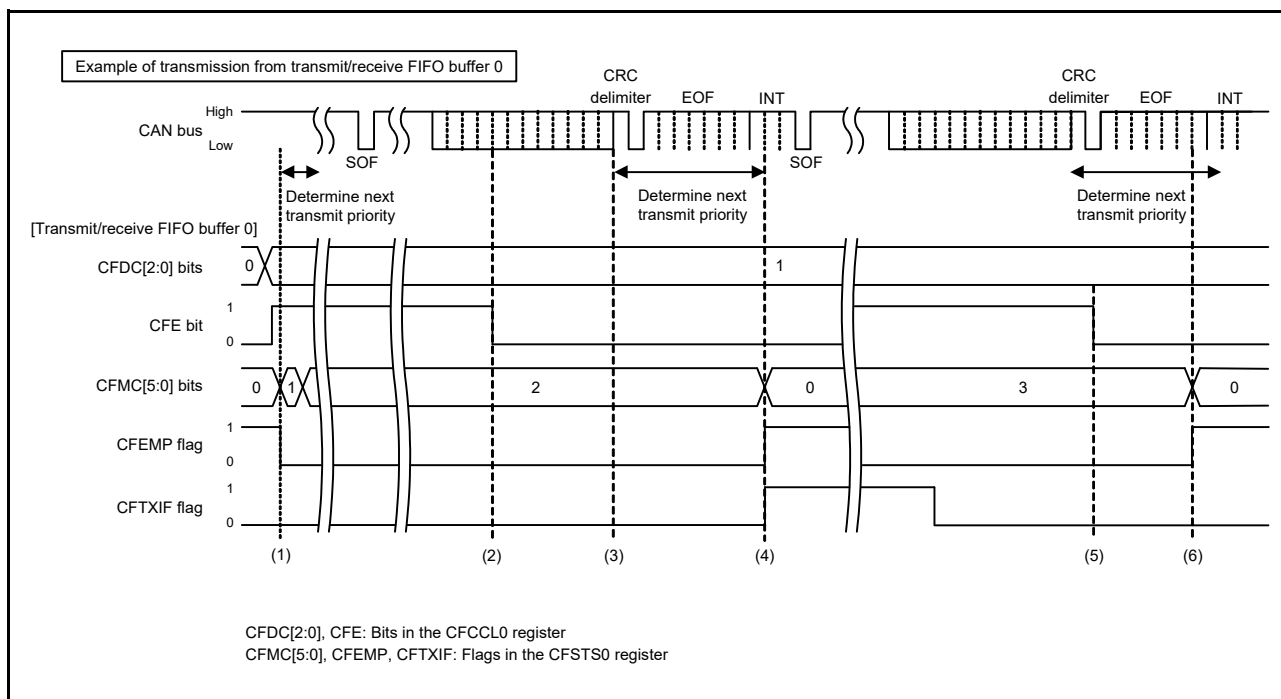 Example of transmission from transmit/receive FIFO buffer 0
CRC
delimiter
EOF
INT
CRC
delimiter
EOF
INT
High
CAN bus
Low
SOF
SOF
Determine next
transmit priority
Determine next
transmit priority
Determine next
transmit priority
[Transmit/receive FIFO buffer 0]
CFDC[2:0] bits
0
1
1
CFE bit
0
CFMC[5:0] bits
0
1
2
0
3
0
1
CFEMP flag
0
1
CFTXIF flag
0
(1)
(2)
(3)
(4)
(5)
(6)
CFDC[2:0], CFE: Bits in the CFCCL0 register
CFMC[5:0], CFEMP, CFTXIF: Flags in the CFSTS0 register